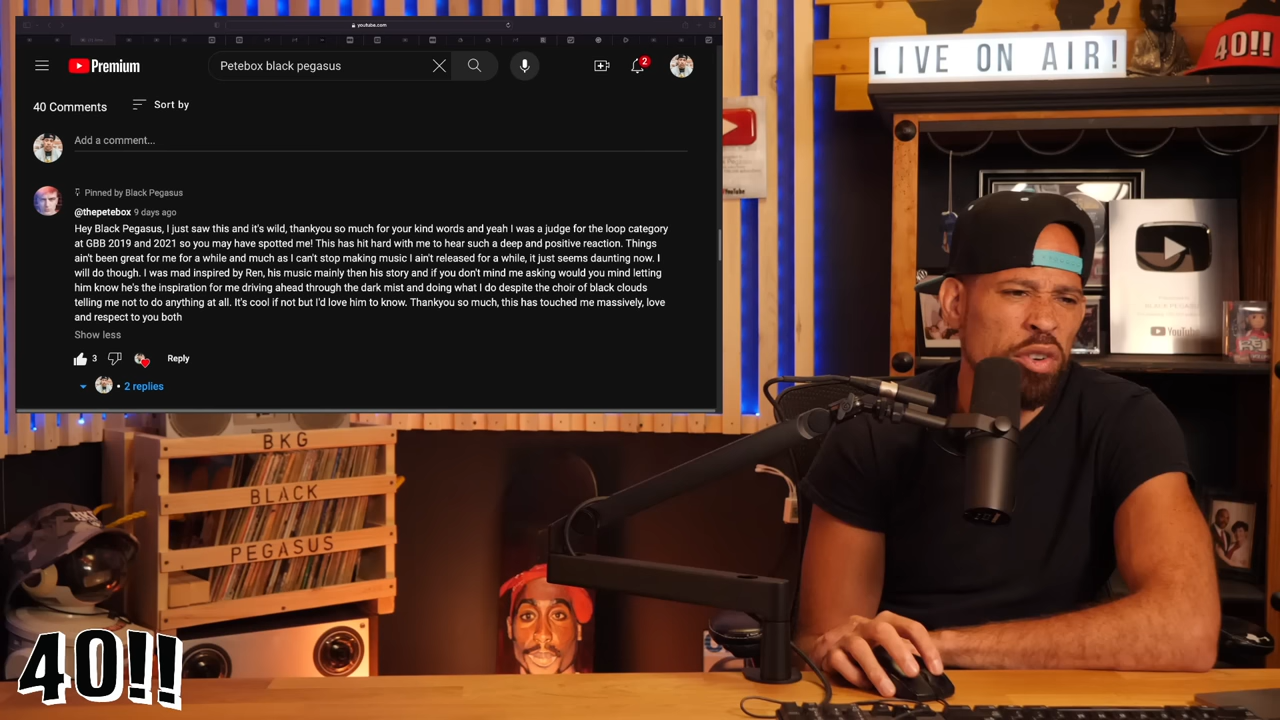 youtube.com
Premium
Petebox black pegasus
2
40 Comments
Sort by
Add a comment...
Pinned by Black Pegasus
@thepetebox 9 days ago
Hey Black Pegasus, I just saw this and it's wild, thankyou so much for your kind words and yeah I was a judge for the loop category
at GBB 2019 and 2021 so you may have spotted me! This has hit hard with me to hear such a deep and positive reaction. Things
ain't been great for me for a while and much as I can't stop making music I ain't released for a while, it just seems daunting now. I
will do though. I was mad inspired by Ren, his music mainly then his story and if you don't mind me asking would you mind letting
him know he's the inspiration for me driving ahead through the dark mist and doing what I do despite the choir of black clouds
telling me not to do anything at all. It's cool if not but I'd love him to know. Thankyou so much, this has touched me massively, love
and respect to you both
Show less
3
Reply
• 2 replies
LIVE ON AIR!
40!!
YouTube
BLACK PEGASUS
YouTube
BKG
BLACK
PEGASUS
40!!